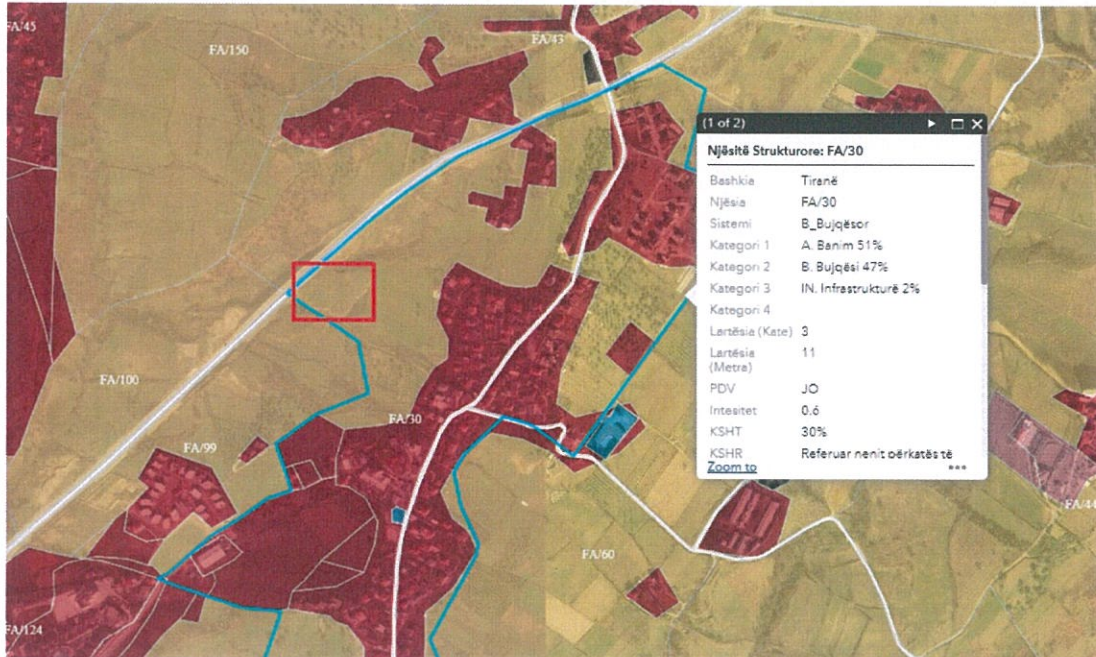 FA/45
FA/150
FA/43
(1 of 2)
Njësitë Strukturore: FA/30
Bashkia Tiranë
Njësia FA/30
Sistemi B_Bujqësor
Kategori 1 A. Banim 51%
Kategori 2 B. Bujqësi 47%
Kategori 3 IN. Infrastrukturë 2%
Kategori 4
Lartësia (Kate) 3
Lartësia (Metra) 11
PDV JO
Intesitet 0.6
KSHT 30%
KSHR Referuar nenit përkatës të
Zoom to
FA/100
FA/30
FA/99
FA/44
FA/60
FA/124